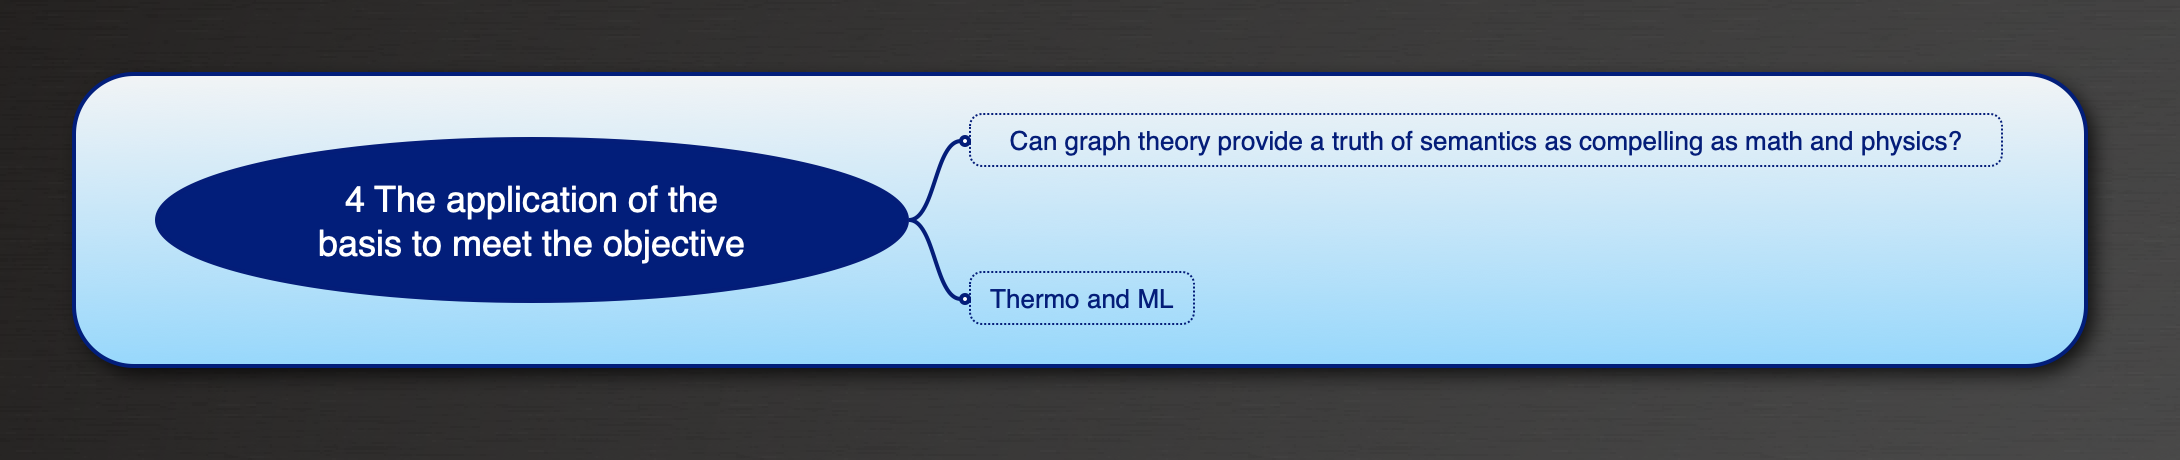 4 The application of the
basis to meet the objective
Can graph theory provide a truth of semantics as compelling as math and physics?
Thermo and ML